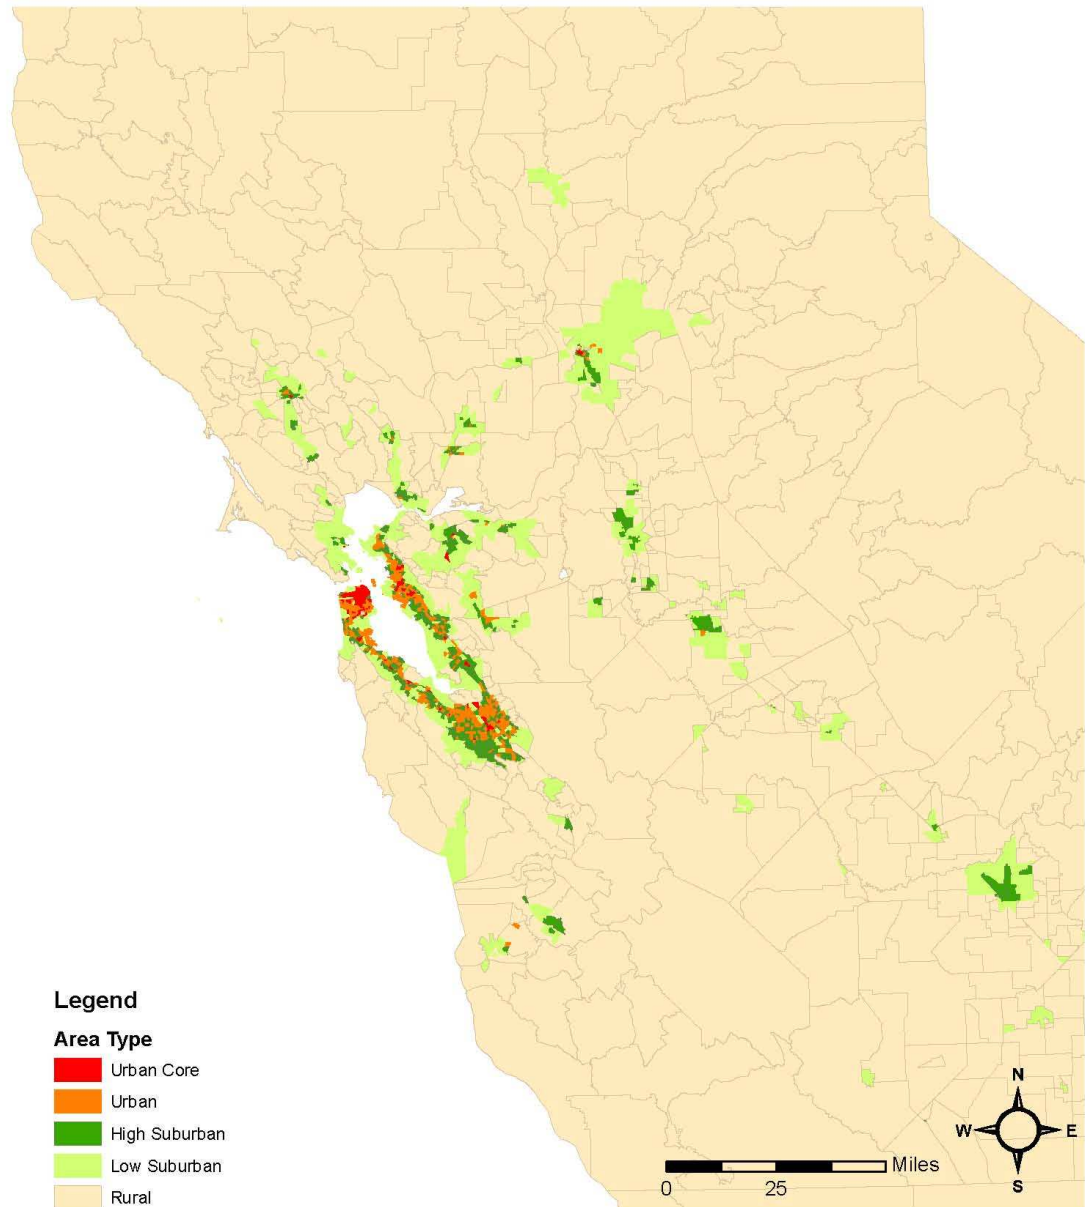 Legend
Area Type
Urban Core
Urban
High Suburban
Low Suburban
Rural
N
W E
S
Miles
0 25